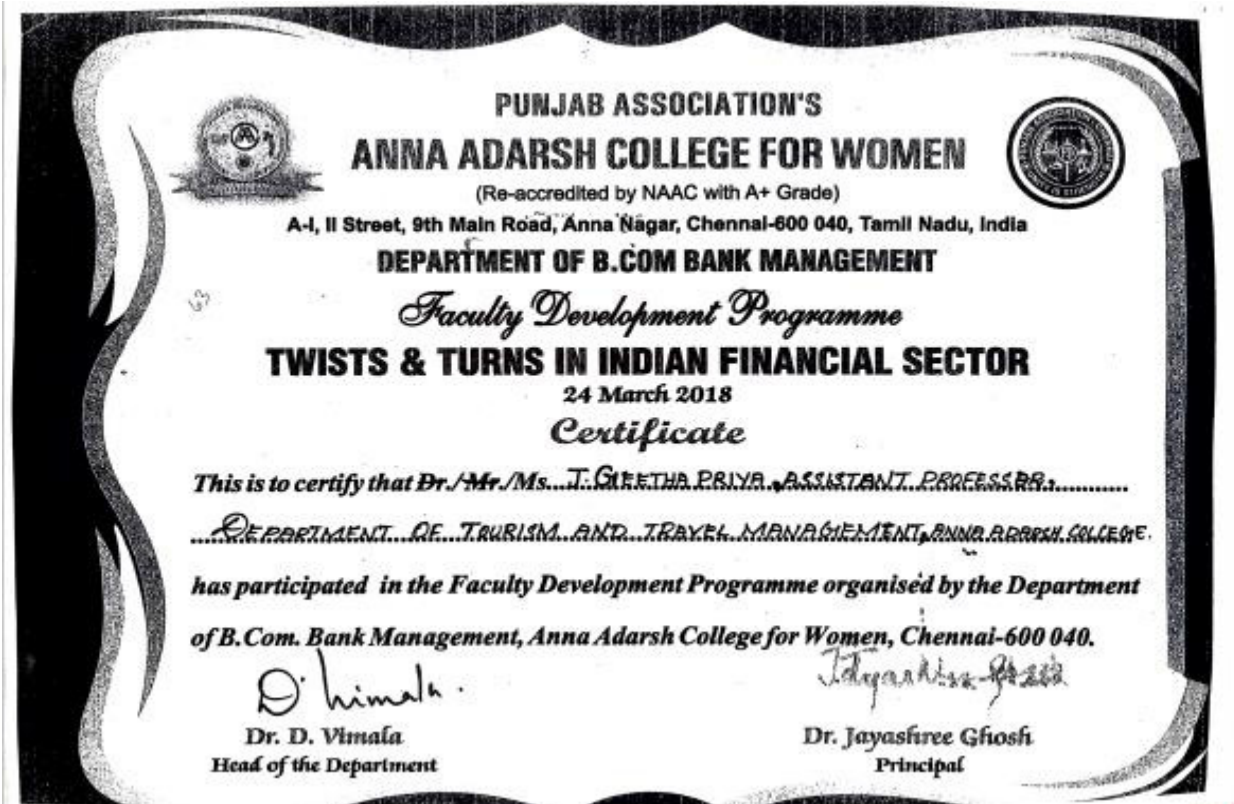 PUNJAB ASSOCIATION'S
ANNA ADARSH COLLEGE FOR WOMEN
(Re-accredited by NAAC with A+ Grade)
A-I, II Street, 9th Main Road, Anna Nagar, Chennai-600 040, Tamil Nadu, India
DEPARTMENT OF B.COM BANK MANAGEMENT
63
Faculty Development Programme
TWISTS & TURNS IN INDIAN FINANCIAL SECTOR
24 March 2018
Certificate
This is to certify that Dr./Mr./Ms...J. GEETHA PRIYA, ASSISTANT PROFESSOR,
DEPARTMENT OF TOURISM AND TRAVEL MANAGEMENT, ANNA ADARSH COLLEGE.
has participated in the Faculty Development Programme organised by the Department
of B.Com. Bank Management, Anna Adarsh College for Women, Chennai-600 040.
D. Vimala.
Dr. D. Vimala
Head of the Department
Jayashree Ghosh
Dr. Jayashree Ghosh
Principal